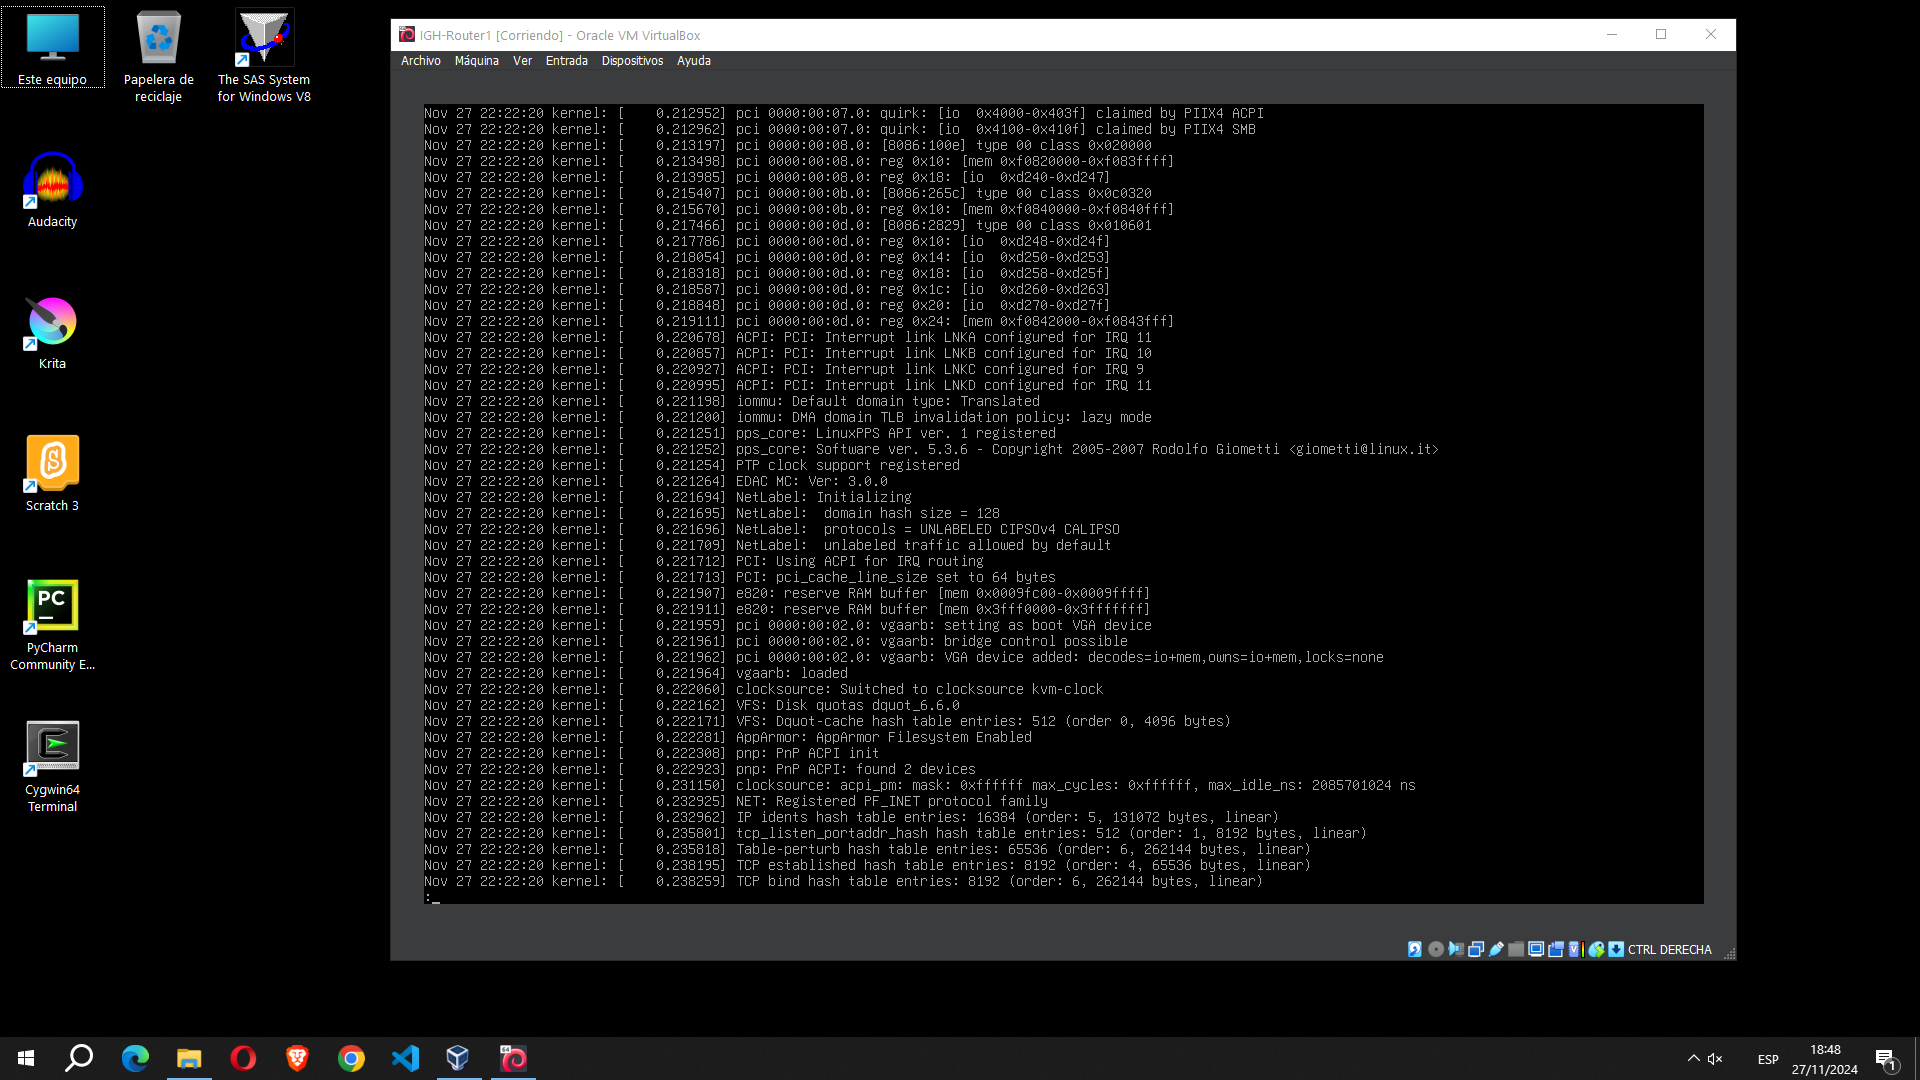 Este equipo
Papelera de
reciclaje
The SAS System
for Windows V8
Audacity
Krita
Scratch 3
PC
PyCharm
Community E...
Cygwin64
Terminal
IGH-Router1 [Corriendo] - Oracle VM VirtualBox
Archivo Máquina Ver Entrada Dispositivos Ayuda
Nov 27 22:22:20 kernel: [    0.212952] pci 0000:00:07.0: quirk: [io  0x4000-0x403f] claimed by PIIX4 ACPI
Nov 27 22:22:20 kernel: [    0.212962] pci 0000:00:07.0: quirk: [io  0x4100-0x410f] claimed by PIIX4 SMB
Nov 27 22:22:20 kernel: [    0.213197] pci 0000:00:08.0: [8086:100e] type 00 class 0x020000
Nov 27 22:22:20 kernel: [    0.213498] pci 0000:00:08.0: reg 0x10: [mem 0xf0820000-0xf083ffff]
Nov 27 22:22:20 kernel: [    0.213985] pci 0000:00:08.0: reg 0x18: [io  0xd240-0xd247]
Nov 27 22:22:20 kernel: [    0.215407] pci 0000:00:0b.0: [8086:265c] type 00 class 0x0c0320
Nov 27 22:22:20 kernel: [    0.215670] pci 0000:00:0b.0: reg 0x10: [mem 0xf0840000-0xf0840fff]
Nov 27 22:22:20 kernel: [    0.217466] pci 0000:00:0d.0: [8086:2829] type 00 class 0x010601
Nov 27 22:22:20 kernel: [    0.217786] pci 0000:00:0d.0: reg 0x10: [io  0xd248-0xd24f]
Nov 27 22:22:20 kernel: [    0.218054] pci 0000:00:0d.0: reg 0x14: [io  0xd250-0xd253]
Nov 27 22:22:20 kernel: [    0.218318] pci 0000:00:0d.0: reg 0x18: [io  0xd258-0xd25f]
Nov 27 22:22:20 kernel: [    0.218587] pci 0000:00:0d.0: reg 0x1c: [io  0xd260-0xd263]
Nov 27 22:22:20 kernel: [    0.218848] pci 0000:00:0d.0: reg 0x20: [io  0xd270-0xd27f]
Nov 27 22:22:20 kernel: [    0.219111] pci 0000:00:0d.0: reg 0x24: [mem 0xf0842000-0xf0843fff]
Nov 27 22:22:20 kernel: [    0.220678] ACPI: PCI: Interrupt link LNKA configured for IRQ 11
Nov 27 22:22:20 kernel: [    0.220857] ACPI: PCI: Interrupt link LNKB configured for IRQ 10
Nov 27 22:22:20 kernel: [    0.220927] ACPI: PCI: Interrupt link LNKC configured for IRQ 9
Nov 27 22:22:20 kernel: [    0.220995] ACPI: PCI: Interrupt link LNKD configured for IRQ 11
Nov 27 22:22:20 kernel: [    0.221198] iommu: Default domain type: Translated
Nov 27 22:22:20 kernel: [    0.221200] iommu: DMA domain TLB invalidation policy: lazy mode
Nov 27 22:22:20 kernel: [    0.221251] pps_core: LinuxPPS API ver. 1 registered
Nov 27 22:22:20 kernel: [    0.221252] pps_core: Software ver. 5.3.6 - Copyright 2005-2007 Rodolfo Giometti <giometti@linux.it>
Nov 27 22:22:20 kernel: [    0.221254] PTP clock support registered
Nov 27 22:22:20 kernel: [    0.221264] EDAC MC: Ver: 3.0.0
Nov 27 22:22:20 kernel: [    0.221694] NetLabel: Initializing
Nov 27 22:22:20 kernel: [    0.221695] NetLabel:  domain hash size = 128
Nov 27 22:22:20 kernel: [    0.221696] NetLabel:  protocols = UNLABELED CIPSOv4 CALIPSO
Nov 27 22:22:20 kernel: [    0.221709] NetLabel:  unlabeled traffic allowed by default
Nov 27 22:22:20 kernel: [    0.221712] PCI: Using ACPI for IRQ routing
Nov 27 22:22:20 kernel: [    0.221713] PCI: pci_cache_line_size set to 64 bytes
Nov 27 22:22:20 kernel: [    0.221907] e820: reserve RAM buffer [mem 0x0009fc00-0x0009ffff]
Nov 27 22:22:20 kernel: [    0.221911] e820: reserve RAM buffer [mem 0x3fff0000-0x3fffffff]
Nov 27 22:22:20 kernel: [    0.221959] pci 0000:00:02.0: vgaarb: setting as boot VGA device
Nov 27 22:22:20 kernel: [    0.221961] pci 0000:00:02.0: vgaarb: bridge control possible
Nov 27 22:22:20 kernel: [    0.221962] pci 0000:00:02.0: vgaarb: VGA device added: decodes=io+mem,owns=io+mem,locks=none
Nov 27 22:22:20 kernel: [    0.221964] vgaarb: loaded
Nov 27 22:22:20 kernel: [    0.222060] clocksource: Switched to clocksource kvm-clock
Nov 27 22:22:20 kernel: [    0.222162] VFS: Disk quotas dquot_6.6.0
Nov 27 22:22:20 kernel: [    0.222171] VFS: Dquot-cache hash table entries: 512 (order 0, 4096 bytes)
Nov 27 22:22:20 kernel: [    0.222281] AppArmor: AppArmor Filesystem Enabled
Nov 27 22:22:20 kernel: [    0.222308] pnp: PnP ACPI init
Nov 27 22:22:20 kernel: [    0.222923] pnp: PnP ACPI: found 2 devices
Nov 27 22:22:20 kernel: [    0.231150] clocksource: acpi_pm: mask: 0xffffff max_cycles: 0xffffff, max_idle_ns: 2085701024 ns
Nov 27 22:22:20 kernel: [    0.232925] NET: Registered PF_INET protocol family
Nov 27 22:22:20 kernel: [    0.232962] IP idents hash table entries: 16384 (order: 5, 131072 bytes, linear)
Nov 27 22:22:20 kernel: [    0.235801] tcp_listen_portaddr_hash hash table entries: 512 (order: 1, 8192 bytes, linear)
Nov 27 22:22:20 kernel: [    0.235818] Table-perturb hash table entries: 65536 (order: 6, 262144 bytes, linear)
Nov 27 22:22:20 kernel: [    0.238195] TCP established hash table entries: 8192 (order: 4, 65536 bytes, linear)
Nov 27 22:22:20 kernel: [    0.238259] TCP bind hash table entries: 8192 (order: 6, 262144 bytes, linear)
:_
CTRL DERECHA
ESP
18:48
27/11/2024
1